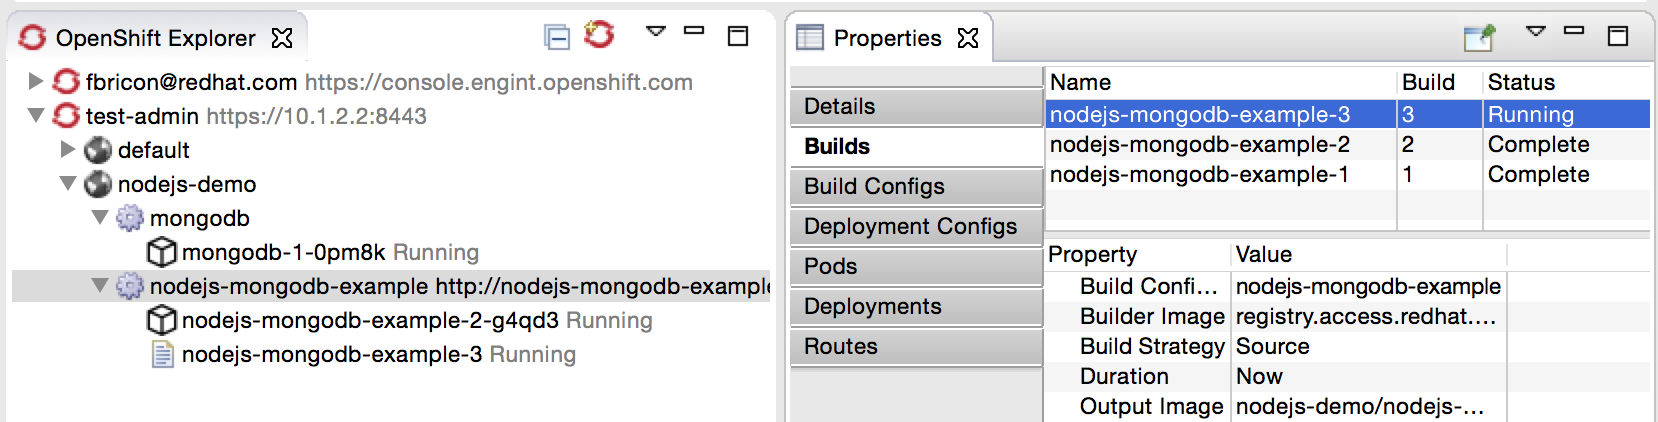 OpenShift Explorer
fbricon@redhat.com https://console.engint.openshift.com
test-admin https://10.1.2.2:8443
default
nodejs-demo
mongodb
mongodb-1-0pm8k Running
nodejs-mongodb-example http://nodejs-mongodb-example
nodejs-mongodb-example-2-g4qd3 Running
nodejs-mongodb-example-3 Running
Properties
Details
Builds
Build Configs
Deployment Configs
Pods
Deployments
Routes
Name Build Status
nodejs-mongodb-example-3 3 Running
nodejs-mongodb-example-2 2 Complete
nodejs-mongodb-example-1 1 Complete
Property Value
Build Confi... nodejs-mongodb-example
Builder Image registry.access.redhat....
Build Strategy Source
Duration Now
Output Image nodejs-demo/nodejs-...